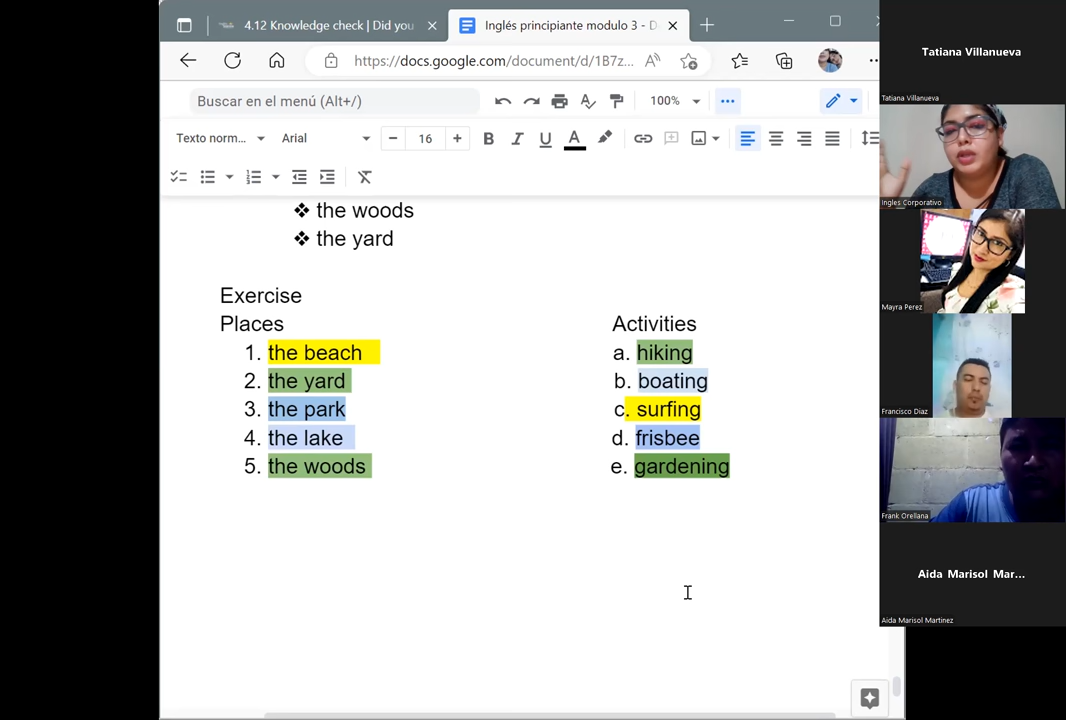 4.12 Knowledge check | Did you
Inglés principiante modulo 3 - D
https://docs.google.com/document/d/1B7z...
Buscar en el menú (Alt+/)
100%
Texto norm...
Arial
16
❖ the woods
❖ the yard
Exercise
Places
Activities
1. the beach
a. hiking
2. the yard
b. boating
3. the park
c. surfing
4. the lake
d. frisbee
5. the woods
e. gardening
Tatiana Villanueva
Tatiana Villanueva
Ingles Corporativo
Mayra Perez
Francisco Diaz
Frank Orellana
Aida Marisol Mar...
Aida Marisol Martinez